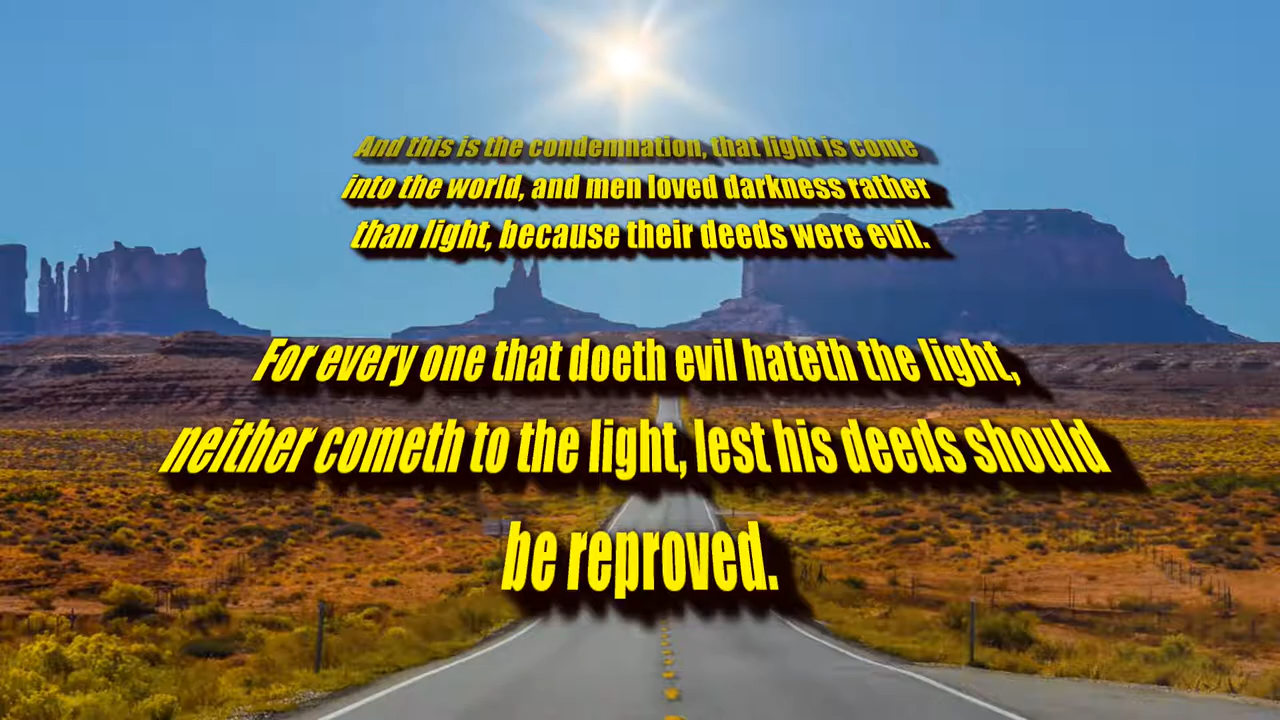 And this is the condemnation, that light is come
into the world, and men loved darkness rather
than light, because their deeds were evil.
For every one that doeth evil hateth the light,
neither cometh to the light, lest his deeds should
be reproved.